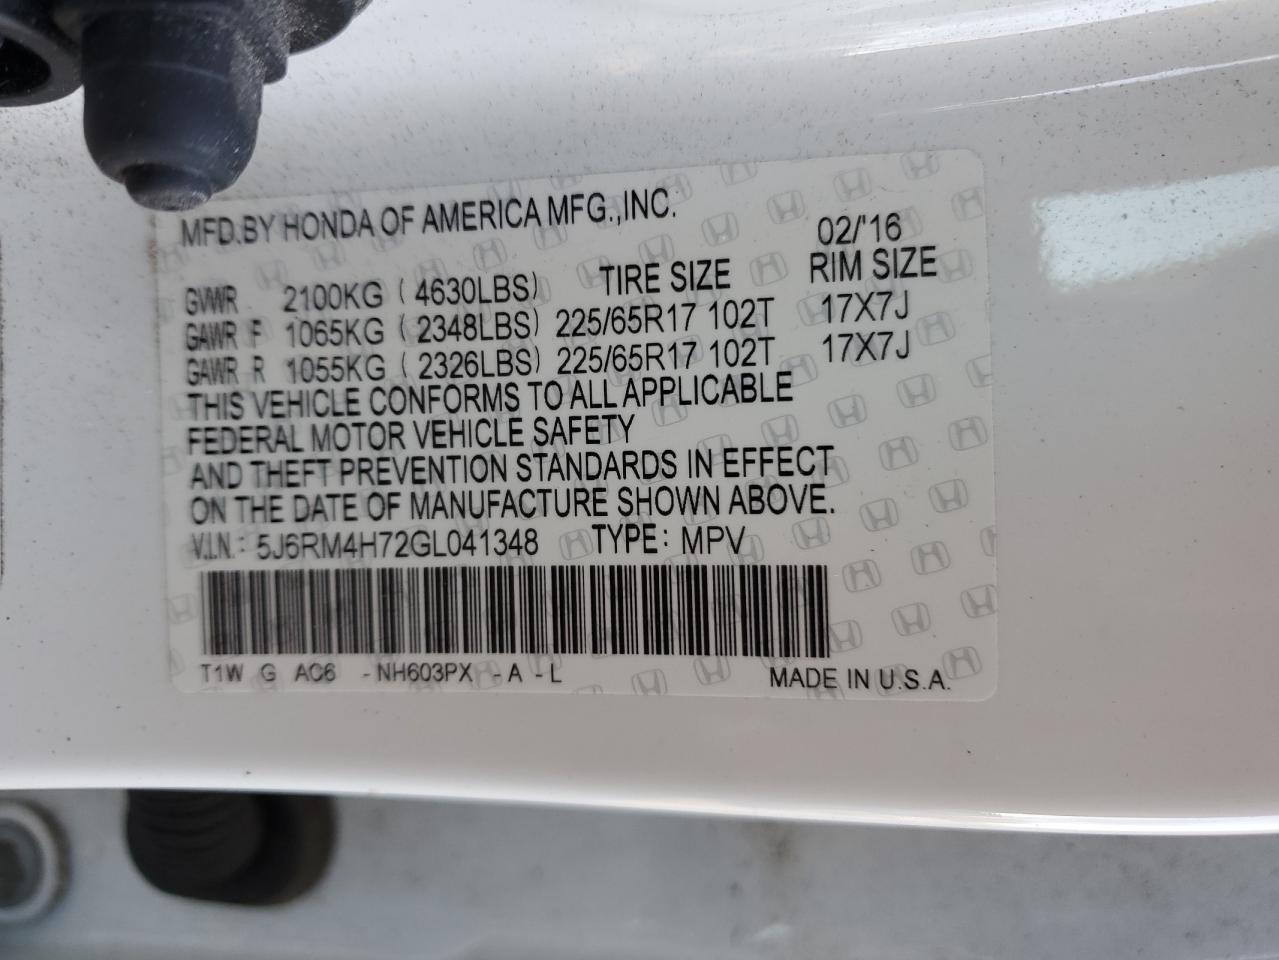 MFD.BY HONDA OF AMERICA MFG.,INC. 02/'16
TIRE SIZE RIM SIZE
GVWR 2100KG ( 4630LBS)
GAWR F 1065KG ( 2348LBS) 225/65R17 102T 17X7J
GAWR R 1055KG ( 2326LBS) 225/65R17 102T 17X7J
THIS VEHICLE CONFORMS TO ALL APPLICABLE
FEDERAL MOTOR VEHICLE SAFETY
AND THEFT PREVENTION STANDARDS IN EFFECT
ON THE DATE OF MANUFACTURE SHOWN ABOVE.
V.I.N.: 5J6RM4H72GL041348 TYPE: MPV
T1W G AC6 -NH603PX -A -L MADE IN U.S.A.